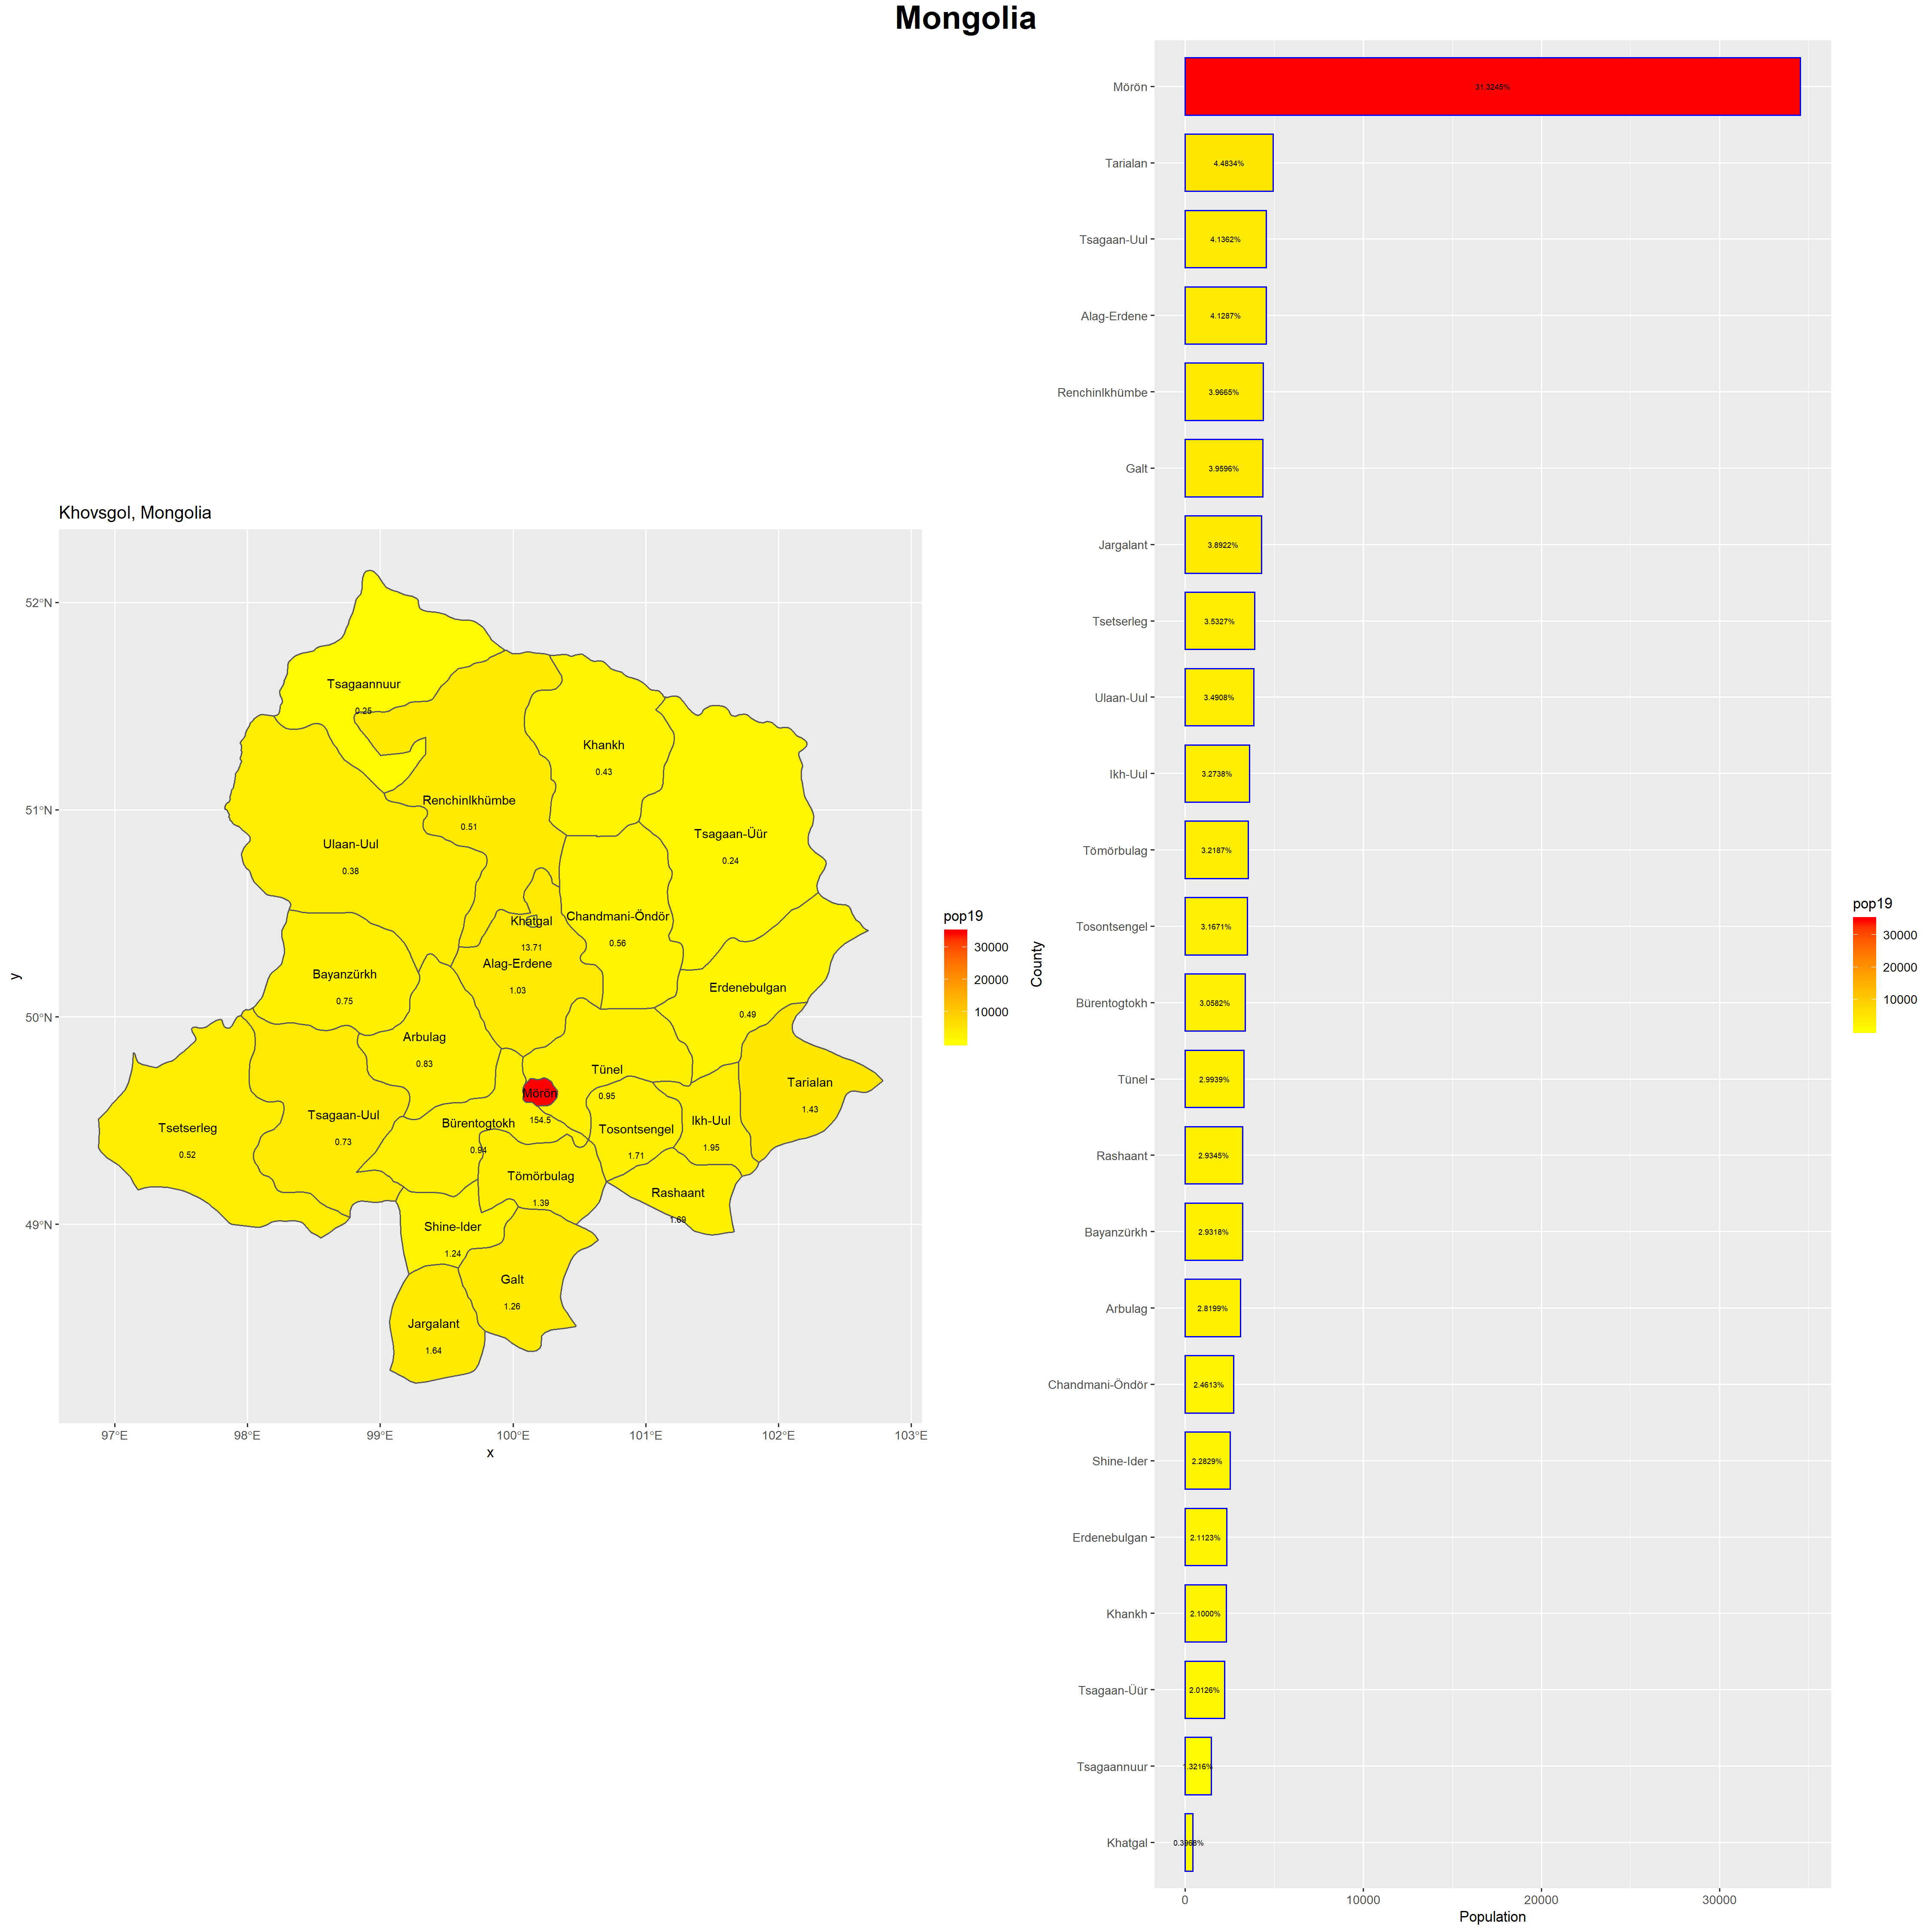 Mongolia
Khovsgol, Mongolia
52°N
51°N
50°N
49°N
y
97°E
98°E
99°E
100°E
101°E
102°E
103°E
x
Tsagaannuur
0.25
Khankh
0.43
Renchinlkhümbe
0.51
Tsagaan-Üür
0.24
Ulaan-Uul
0.38
Khatgal
13.71
Chandmani-Öndör
0.56
Alag-Erdene
1.03
Bayanzürkh
0.75
Erdenebulgan
0.49
Arbulag
0.83
Tünel
0.95
Tarialan
1.43
Mörön
154.5
Tsagaan-Uul
0.73
Tsetserleg
0.52
Bürentogtokh
0.94
Tosontsengel
1.71
Ikh-Uul
1.95
Tömörbulag
1.39
Rashaant
1.69
Shine-Ider
1.24
Galt
1.26
Jargalant
1.64
pop19
30000
20000
10000
County
Mörön 31.3245%
Tarialan 4.4834%
Tsagaan-Uul 4.1362%
Alag-Erdene 4.1287%
Renchinlkhümbe 3.9665%
Galt 3.9596%
Jargalant 3.8922%
Tsetserleg 3.5327%
Ulaan-Uul 3.4908%
Ikh-Uul 3.2738%
Tömörbulag 3.2187%
Tosontsengel 3.1671%
Bürentogtokh 3.0582%
Tünel 2.9939%
Rashaant 2.9345%
Bayanzürkh 2.9318%
Arbulag 2.8199%
Chandmani-Öndör 2.4613%
Shine-Ider 2.2829%
Erdenebulgan 2.1123%
Khankh 2.1000%
Tsagaan-Üür 2.0126%
Tsagaannuur 1.3216%
Khatgal 0.3968%
0
10000
20000
30000
Population
pop19
30000
20000
10000